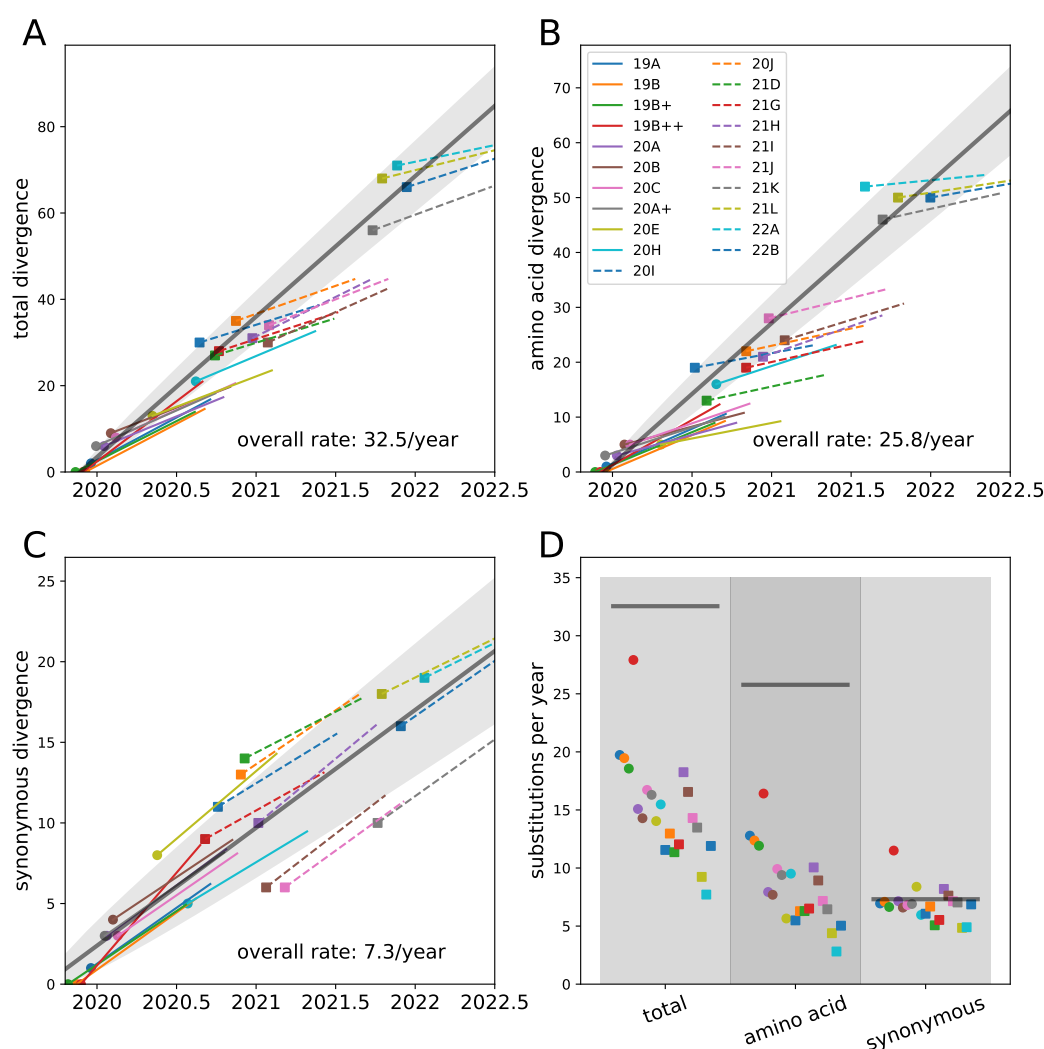 A
total divergence
80
60
40
20
0
2020 2020.5 2021 2021.5 2022 2022.5
overall rate: 32.5/year
B
amino acid divergence
70
60
50
40
30
20
10
0
2020 2020.5 2021 2021.5 2022 2022.5
19A
19B
19B+
19B++
20A
20B
20C
20A+
20E
20H
20I
20J
21D
21G
21H
21I
21J
21K
21L
22A
22B
overall rate: 25.8/year
C
synonymous divergence
25
20
15
10
5
0
2020 2020.5 2021 2021.5 2022 2022.5
overall rate: 7.3/year
D
substitutions per year
35
30
25
20
15
10
5
0
total
amino acid
synonymous